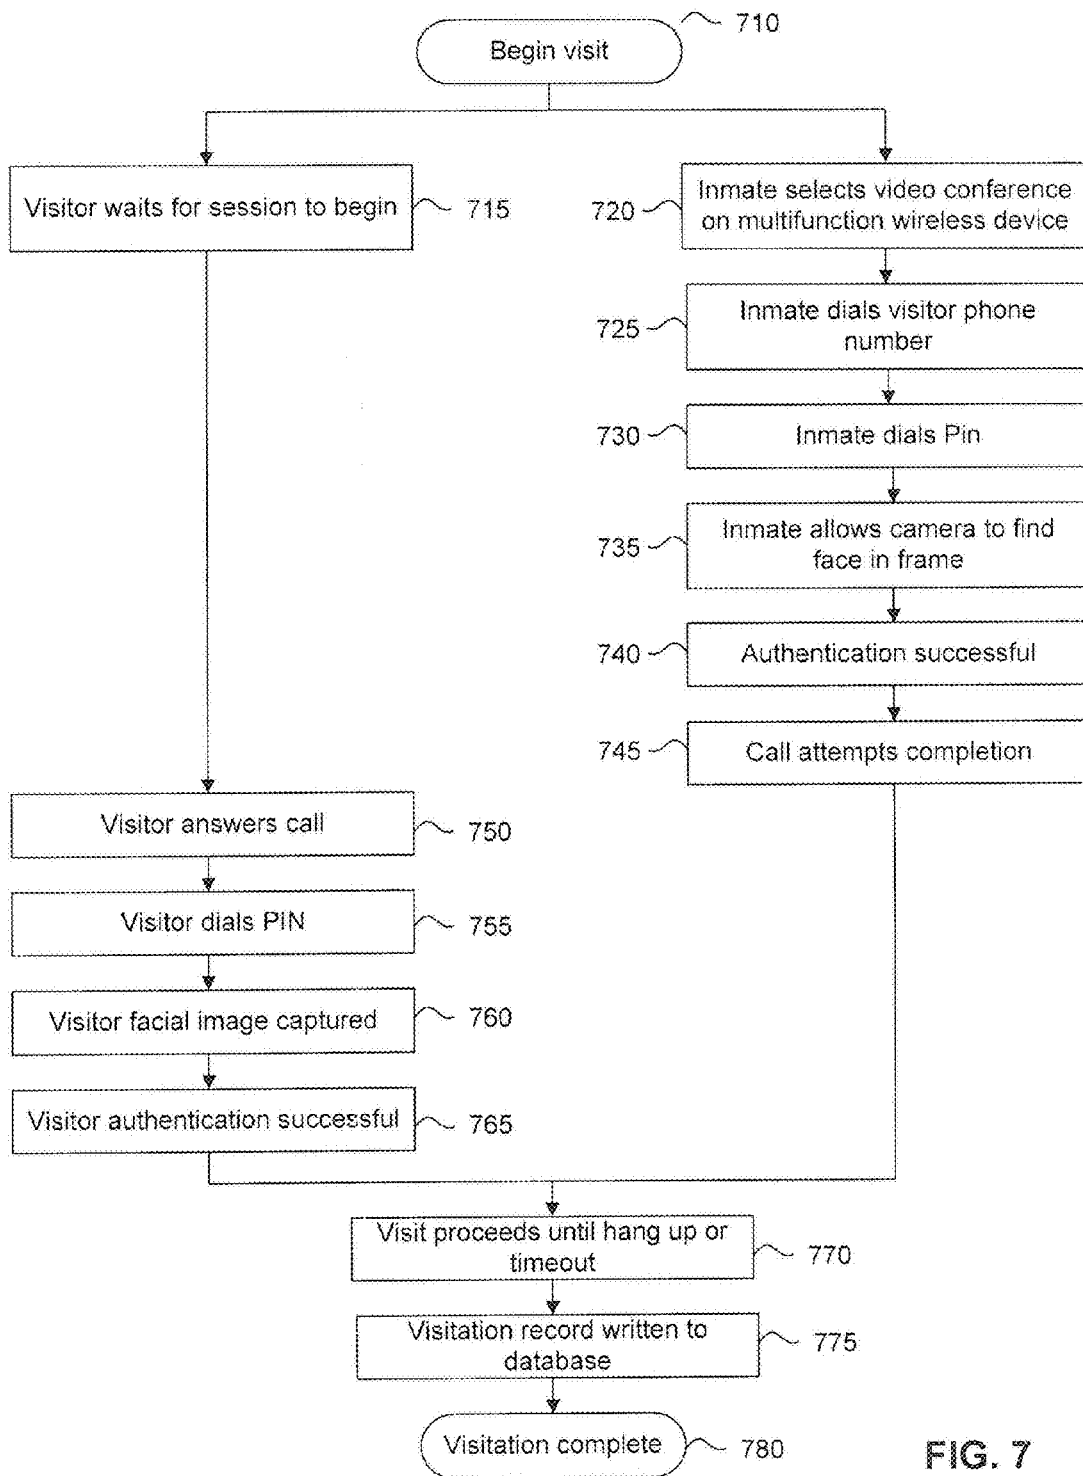 710
Begin visit
Visitor waits for session to begin
715
720
Inmate selects video conference
on multifunction wireless device
725
Inmate dials visitor phone
number
730
Inmate dials Pin
735
Inmate allows camera to find
face in frame
740
Authentication successful
745
Call attempts completion
Visitor answers call
750
Visitor dials PIN
755
Visitor facial image captured
760
Visitor authentication successful
765
Visit proceeds until hang up or
timeout
770
Visitation record written to
database
775
Visitation complete
780
FIG. 7